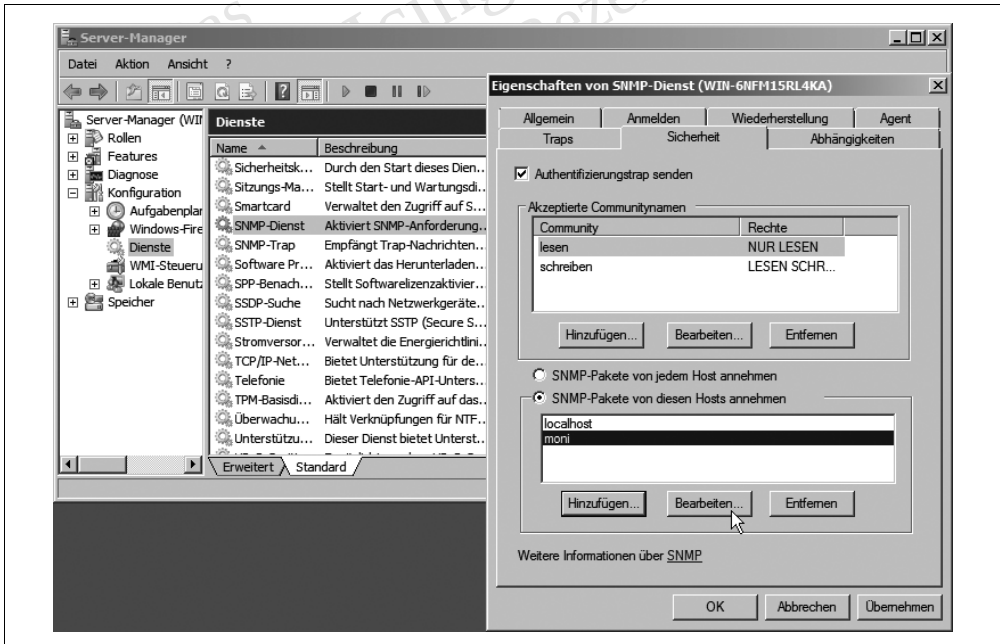 Server-Manager
Datei Aktion Ansicht ?
Server-Manager (WIN
Rollen
Features
Diagnose
Konfiguration
Aufgabenplan
Windows-Fire
Dienste
WMI-Steueru
Lokale Benutz
Speicher
Dienste
Name Beschreibung
Sicherheitsk... Durch den Start dieses Dien...
Sitzungs-Ma... Stellt Start- und Wartungsdi...
Smartcard Verwaltet den Zugriff auf S...
SNMP-Dienst Aktiviert SNMP-Anforderung...
SNMP-Trap Empfängt Trap-Nachrichten...
Software Pr... Aktiviert das Herunterladen...
SPP-Benach... Stellt Softwarelizenzaktivier...
SSDP-Suche Sucht nach Netzwerkgeräte...
SSTP-Dienst Unterstützt SSTP (Secure S...
Stromversor... Verwaltet die Energierichtlini...
TCP/IP-Net... Bietet Unterstützung für de...
Telefonie Bietet Telefonie-API-Unters...
TPM-Basisdi... Aktiviert den Zugriff auf das...
Überwachu... Hält Verknüpfungen für NTF...
Unterstützu... Dieser Dienst bietet Unterst...
Erweitert Standard
Eigenschaften von SNMP-Dienst (WIN-6NFM15RL4KA)
Allgemein Anmelden Wiederherstellung Agent
Traps Sicherheit Abhängigkeiten
Authentifizierungstrap senden
Akzeptierte Communitynamen
Community Rechte
lesen NUR LESEN
schreiben LESEN SCHR...
Hinzufügen... Bearbeiten... Entfernen
SNMP-Pakete von jedem Host annehmen
SNMP-Pakete von diesen Hosts annehmen
localhost
moni
Hinzufügen... Bearbeiten... Entfernen
Weitere Informationen über SNMP
OK Abbrechen Übernehmen